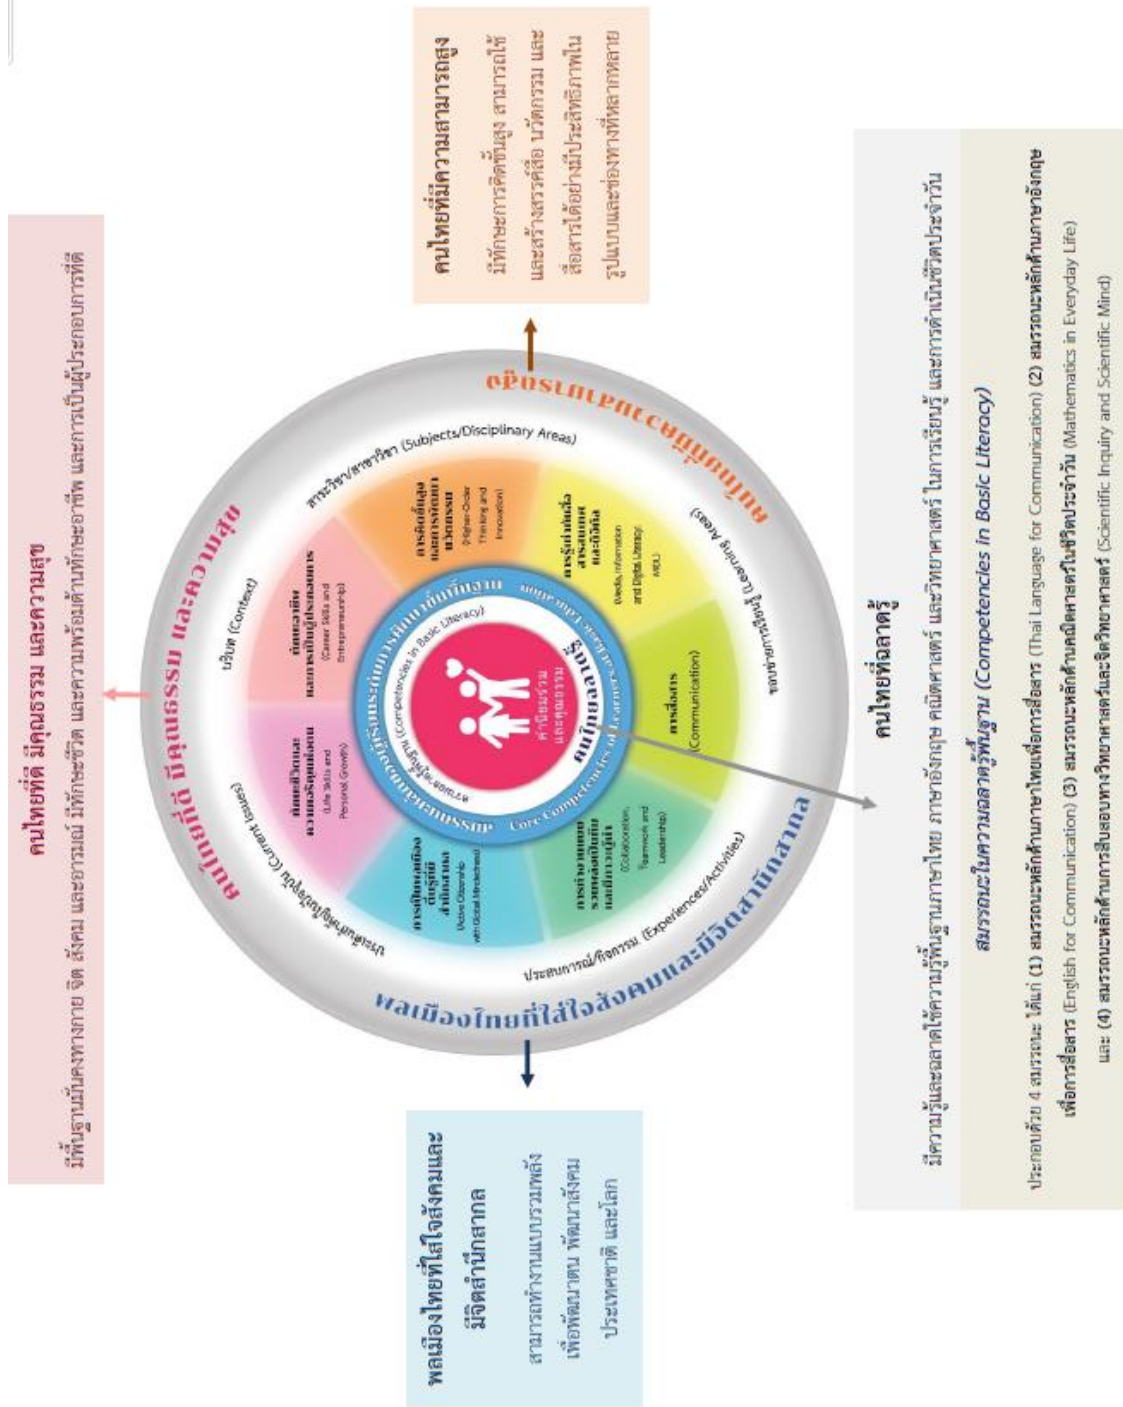 คนไทยที่ดี มีคุณธรรม และความสุข
มีพื้นฐานมั่นคงทางกาย จิต สังคม และอารมณ์ มีทักษะชีวิต และความพร้อมด้านทักษะอาชีพ และการเป็นผู้ประกอบการที่ดี
พลเมืองไทยที่ใส่ใจสังคมและ
มีจิตสำนึกสากล
สามารถทำงานแบบรวมพลัง
เพื่อพัฒนาตน พัฒนาสังคม
ประเทศชาติ และโลก
คนไทยที่ดี มีคุณธรรม และความสุข
พลเมืองไทยที่ใส่ใจสังคมและมีจิตสำนึกสากล
คนไทยที่มีความสามารถสูง
ประเด็นสำคัญในปัจจุบัน (Current Issues)
บริบท (Context)
สาระวิชา/สาขาวิชา (Subjects/Disciplinary Areas)
ขอบข่ายการเรียนรู้ (Learning Areas)
ประสบการณ์/กิจกรรม (Experiences/Activities)
ทักษะชีวิตและ
ความเจริญแห่งตน
(Life Skills and
Personal Growth)
ทักษะอาชีพ
และการเป็นผู้ประกอบการ
(Career Skills and
Entrepreneurship)
การคิดขั้นสูง
และการพัฒนา
นวัตกรรม
(Higher-Order
Thinking and
Innovation)
การรู้เท่าทันสื่อ
สารสนเทศ
และดิจิทัล
(Media, Information
and Digital Literacy:
MIDL)
การสื่อสาร
(Communication)
การทำงานแบบ
รวมพลังเป็นทีม
และมีภาวะผู้นำ
(Collaboration,
Teamwork and
Leadership)
การเป็นพลเมือง
ตื่นรู้ที่มี
สำนึกสากล
(Active Citizenship
with Global Mindedness)
สมรรถนะหลักของผู้เรียนระดับการศึกษาขั้นพื้นฐาน
Core Competencies of Learners at Basic Education
ความฉลาดรู้พื้นฐาน (Competencies in Basic Literacy)
คนไทยฉลาดรู้
ค่านิยมร่วม
และคุณธรรม
คนไทยที่มีความสามารถสูง
มีทักษะการคิดขั้นสูง สามารถใช้
และสร้างสรรค์สื่อ นวัตกรรม และ
สื่อสารได้อย่างมีประสิทธิภาพใน
รูปแบบและช่องทางที่หลากหลาย
คนไทยที่ฉลาดรู้
มีความรู้และฉลาดใช้ความรู้พื้นฐานภาษาไทย ภาษาอังกฤษ คณิตศาสตร์ และวิทยาศาสตร์ ในการเรียนรู้ และการดำเนินชีวิตประจำวัน
สมรรถนะในความฉลาดรู้พื้นฐาน (Competencies in Basic Literacy)
ประกอบด้วย 4 สมรรถนะ ได้แก่ (1) สมรรถนะหลักด้านภาษาไทยเพื่อการสื่อสาร (Thai Language for Communication) (2) สมรรถนะหลักด้านภาษาอังกฤษ
เพื่อการสื่อสาร (English for Communication) (3) สมรรถนะหลักด้านคณิตศาสตร์ในชีวิตประจำวัน (Mathematics in Everyday Life)
และ (4) สมรรถนะหลักด้านการสืบสอบทางวิทยาศาสตร์และจิตวิทยาศาสตร์ (Scientific Inquiry and Scientific Mind)